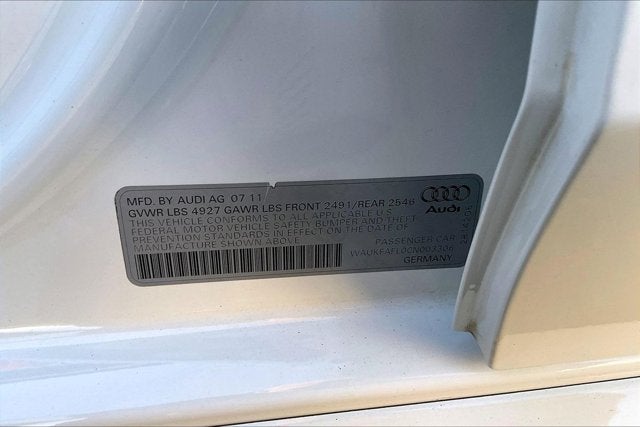 MFD. BY AUDI AG 07 11
GVWR LBS 4927 GAWR LBS FRONT 2491/REAR 2546
THIS VEHICLE CONFORMS TO ALL APPLICABLE U.S.
FEDERAL MOTOR VEHICLE SAFETY, BUMPER AND THEFT
PREVENTION STANDARDS IN EFFECT ON THE DATE OF
MANUFACTURE SHOWN ABOVE
Audi
PASSENGER CAR
WAUKFAFL0CN003306
GERMANY